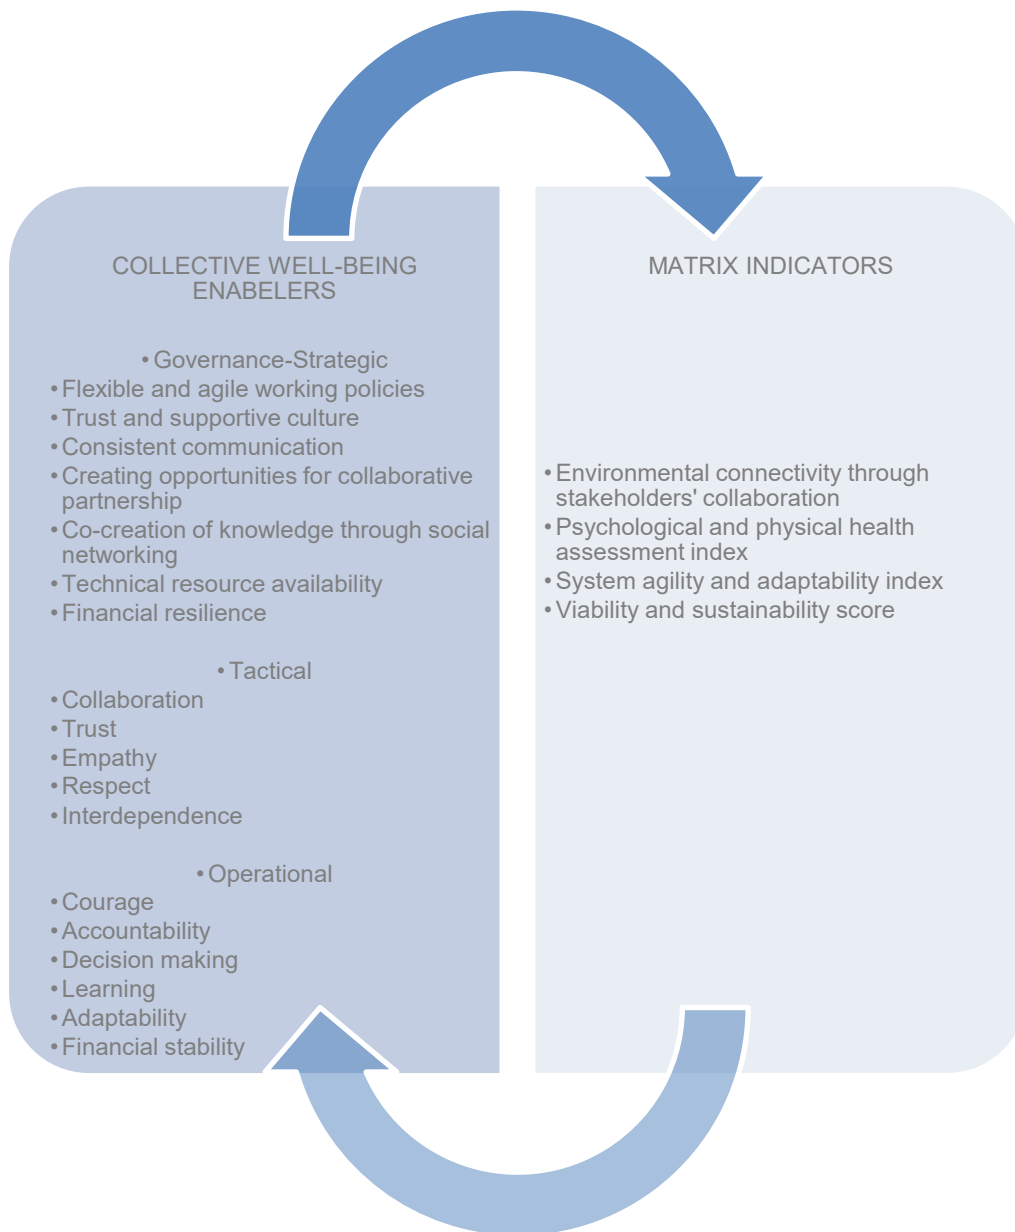 COLLECTIVE WELL-BEING
ENABELERS
• Governance-Strategic
• Flexible and agile working policies
• Trust and supportive culture
• Consistent communication
• Creating opportunities for collaborative
partnership
• Co-creation of knowledge through social
networking
• Technical resource availability
• Financial resilience
• Tactical
• Collaboration
• Trust
• Empathy
• Respect
• Interdependence
• Operational
• Courage
• Accountability
• Decision making
• Learning
• Adaptability
• Financial stability
MATRIX INDICATORS
• Environmental connectivity through
stakeholders' collaboration
• Psychological and physical health
assessment index
• System agility and adaptability index
• Viability and sustainability score